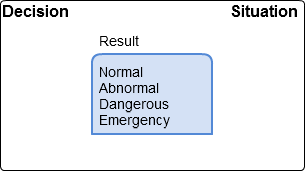 Decision Situation
Result
Normal
Abnormal
Dangerous
Emergency